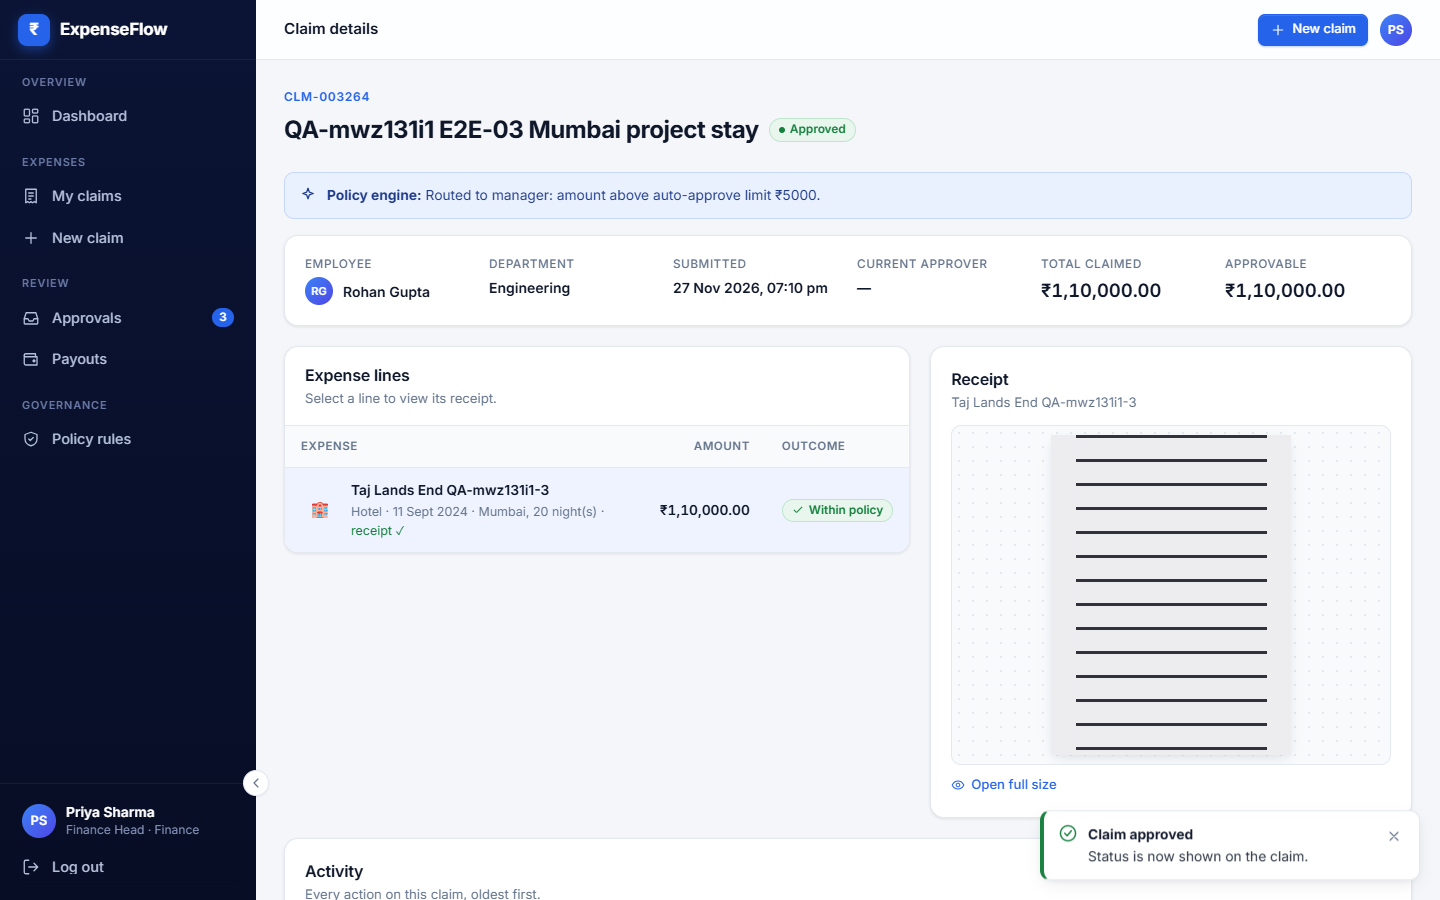 ₹ ExpenseFlow
OVERVIEW
Dashboard
EXPENSES
My claims
New claim
REVIEW
Approvals 3
Payouts
GOVERNANCE
Policy rules
PS Priya Sharma
Finance Head · Finance
Log out
Claim details
New claim
PS
CLM-003264
QA-mwz131i1 E2E-03 Mumbai project stay
Approved
Policy engine: Routed to manager: amount above auto-approve limit ₹5000.
EMPLOYEE
RG Rohan Gupta
DEPARTMENT
Engineering
SUBMITTED
27 Nov 2026, 07:10 pm
CURRENT APPROVER
—
TOTAL CLAIMED
₹1,10,000.00
APPROVABLE
₹1,10,000.00
Expense lines
Select a line to view its receipt.
EXPENSE AMOUNT OUTCOME
Taj Lands End QA-mwz131i1-3
Hotel · 11 Sept 2024 · Mumbai, 20 night(s) ·
receipt ✓
₹1,10,000.00
Within policy
Receipt
Taj Lands End QA-mwz131i1-3
Open full size
Activity
Every action on this claim, oldest first.
Claim approved
Status is now shown on the claim.